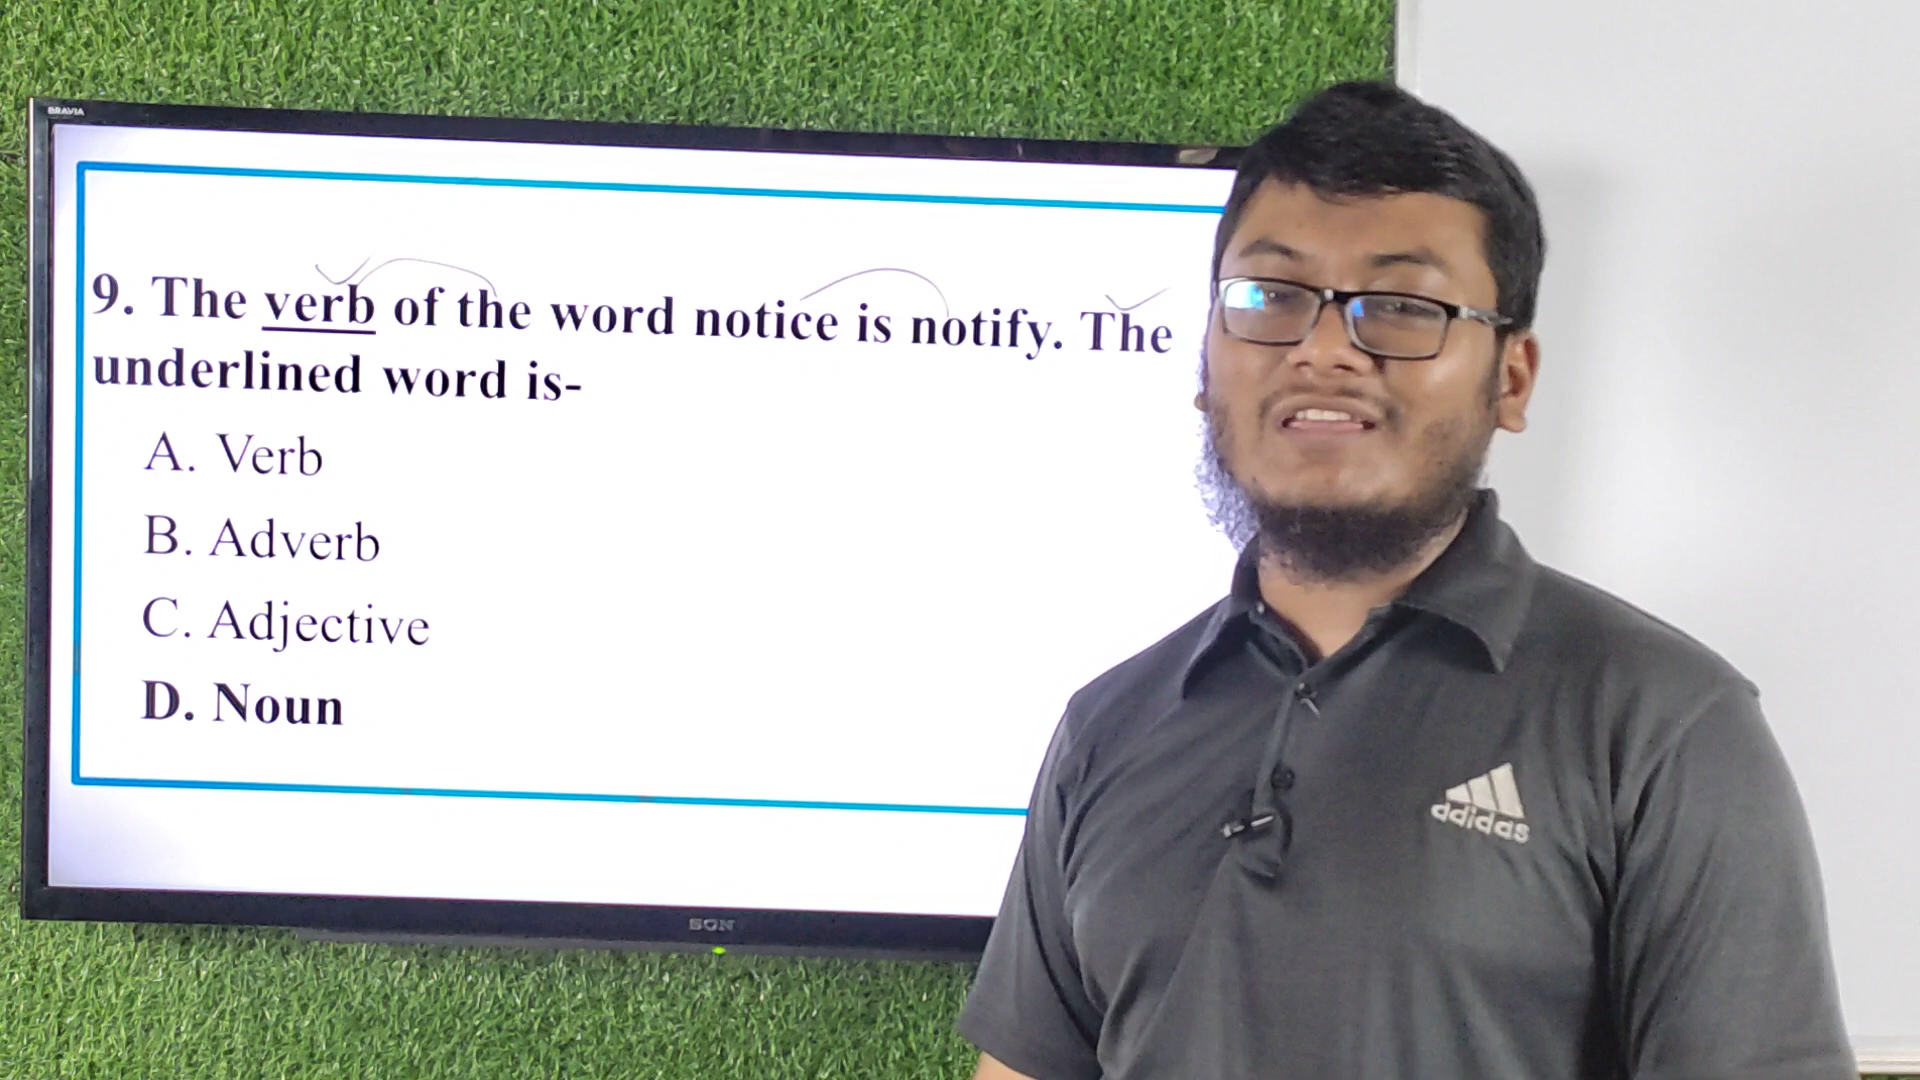 BRAVIA
9. The verb of the word notice is notify. The
underlined word is-
A. Verb
B. Adverb
C. Adjective
D. Noun
SONY
adidas